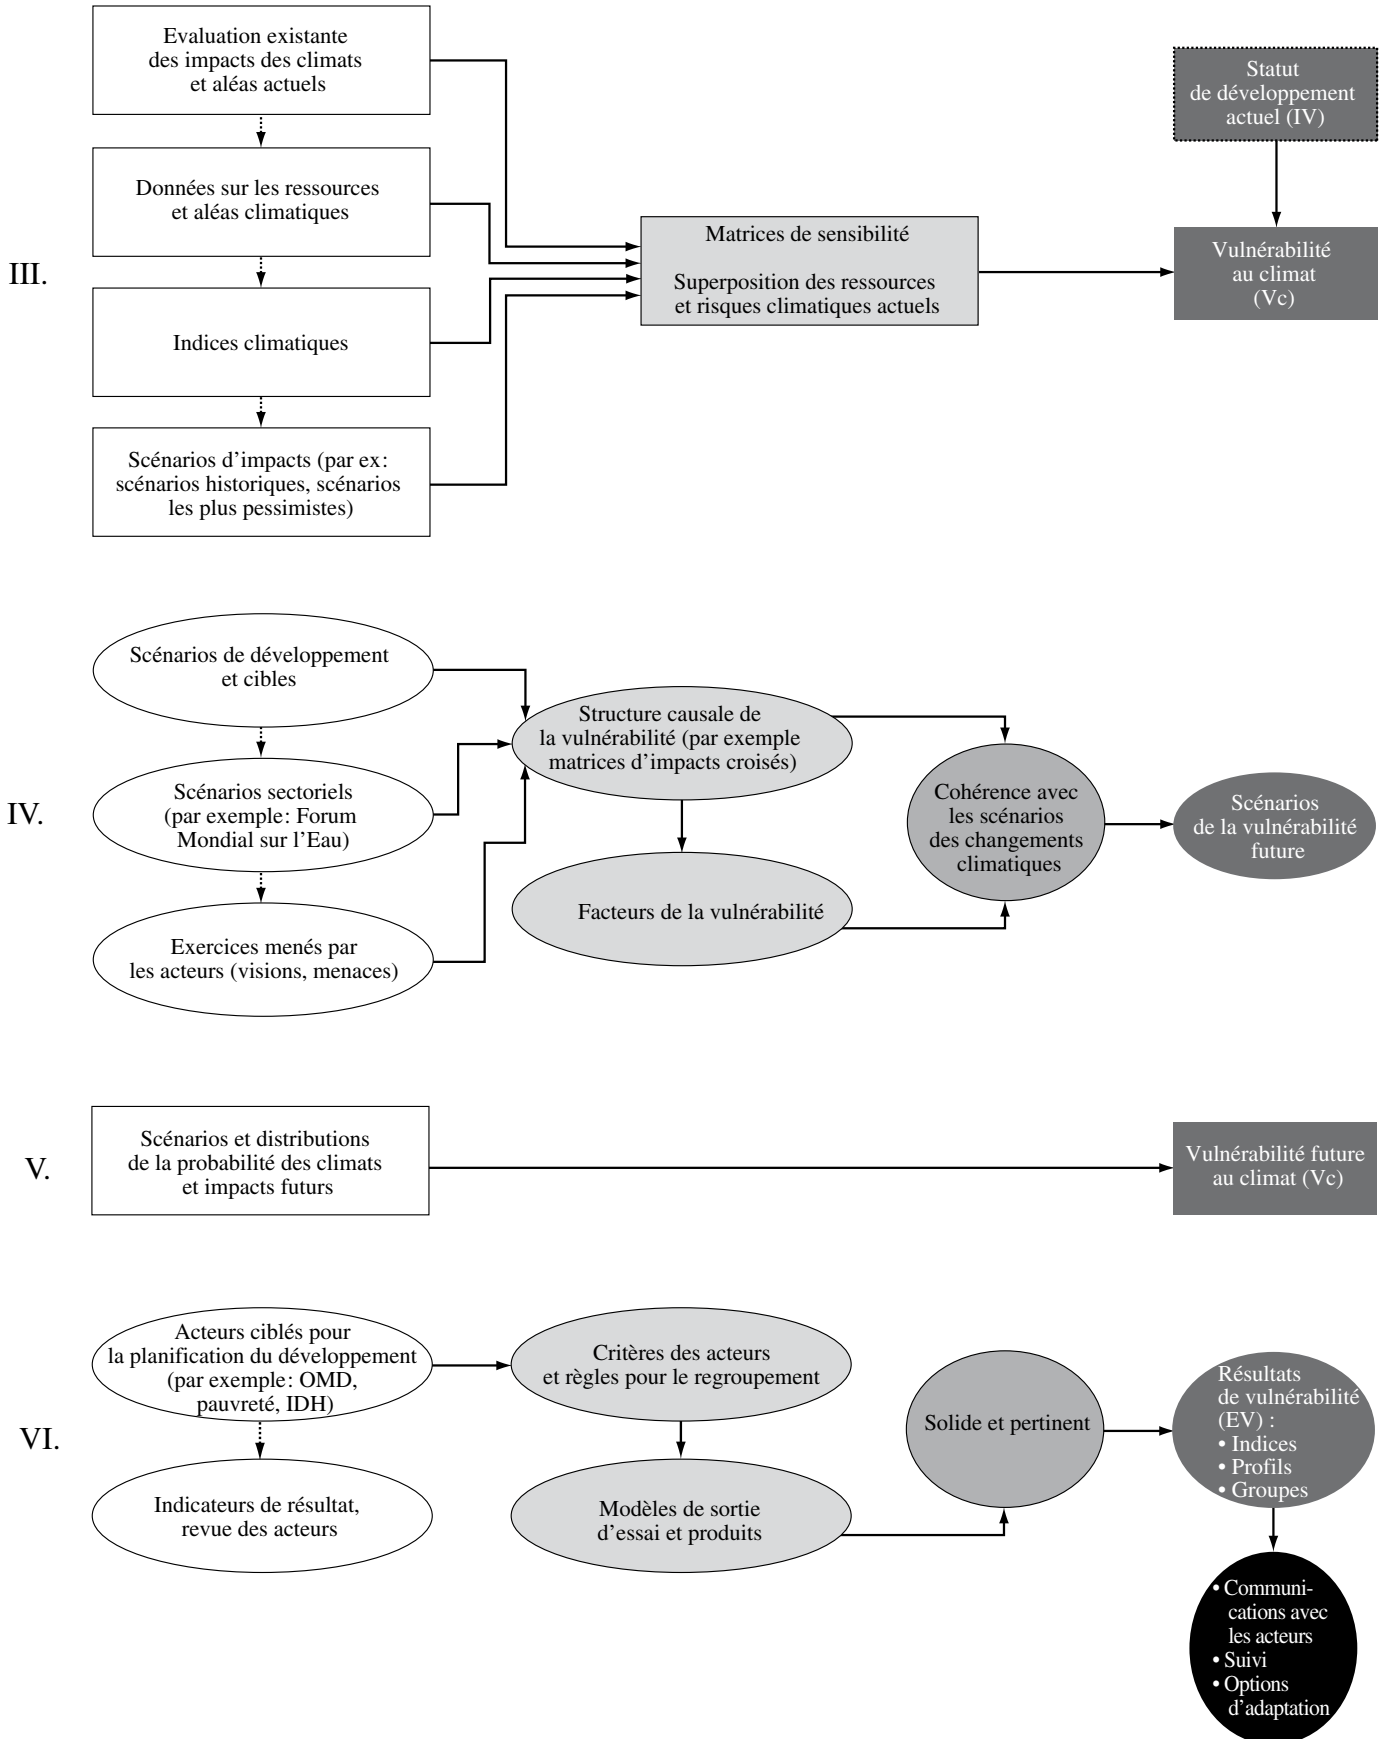 III.
Evaluation existante
des impacts des climats
et aléas actuels
Données sur les ressources
et aléas climatiques
Indices climatiques
Scénarios d’impacts (par ex:
scénarios historiques, scénarios
les plus pessimistes)
Matrices de sensibilité
Superposition des ressources
et risques climatiques actuels
Statut
de développement
actuel (IV)
Vulnérabilité
au climat
(Vc)
IV.
Scénarios de développement
et cibles
Scénarios sectoriels
(par exemple: Forum
Mondial sur l’Eau)
Exercices menés par
les acteurs (visions, menaces)
Structure causale de
la vulnérabilité (par exemple
matrices d’impacts croisés)
Facteurs de la vulnérabilité
Cohérence avec
les scénarios
des changements
climatiques
Scénarios
de la vulnérabilité
future
V.
Scénarios et distributions
de la probabilité des climats
et impacts futurs
Vulnérabilité future
au climat (Vc)
VI.
Acteurs ciblés pour
la planification du développement
(par exemple: OMD,
pauvreté, IDH)
Indicateurs de résultat,
revue des acteurs
Critères des acteurs
et règles pour le regroupement
Modèles de sortie
d’essai et produits
Solide et pertinent
Résultats
de vulnérabilité
(EV) :
• Indices
• Profils
• Groupes
• Communi-
cations avec
les acteurs
• Suivi
• Options
d’adaptation